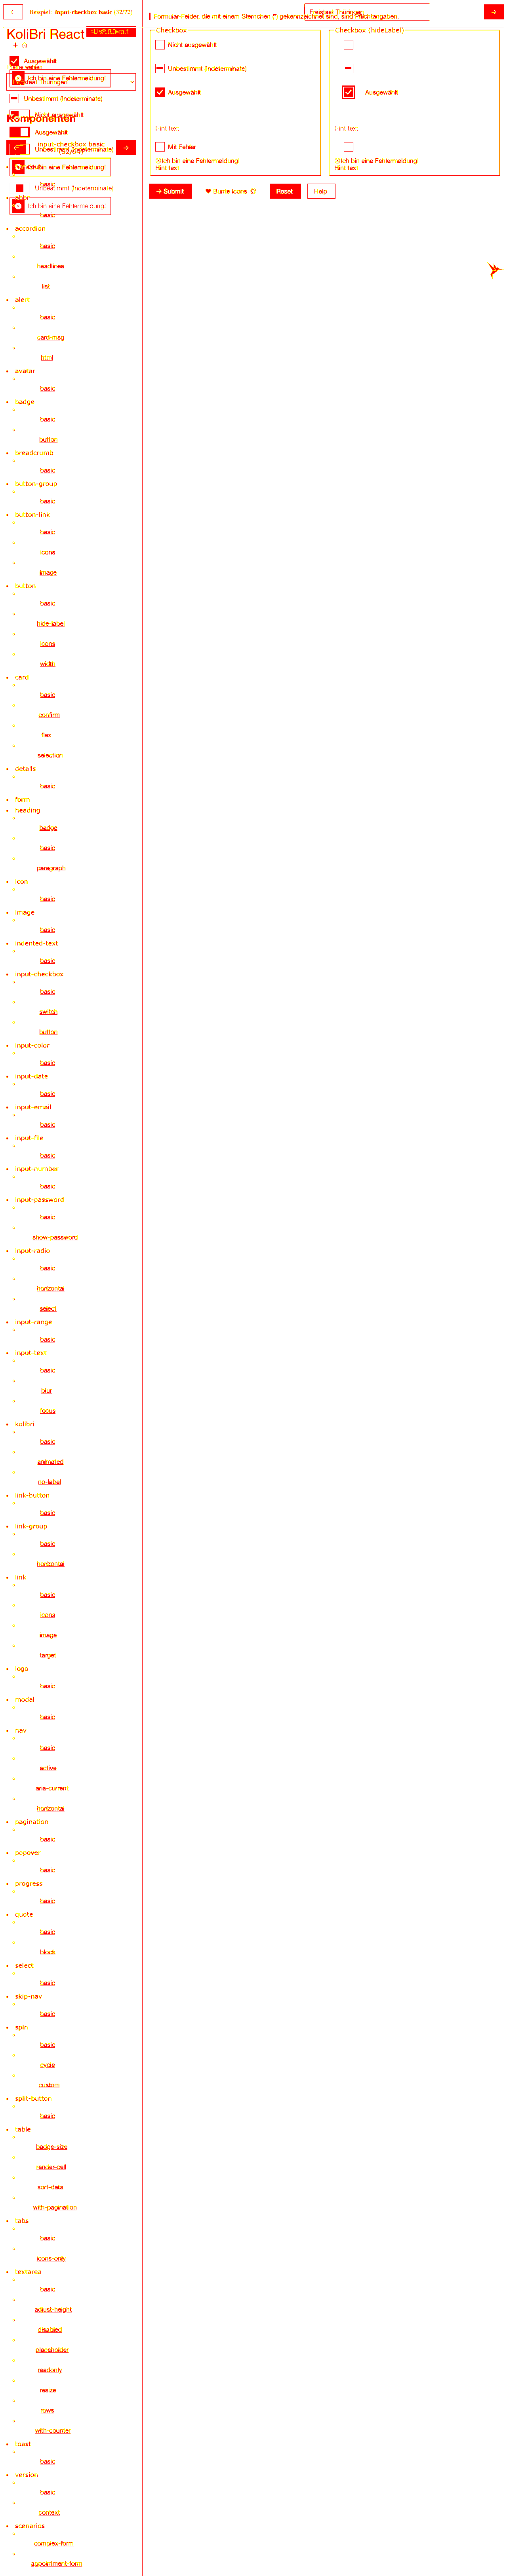 Beispiel: input-checkbox basic (32/72)
Freistaat Thüringen
KoliBri React
Formular-Felder, die mit einem Sternchen (*) gekennzeichnet sind, sind Pflichtangaben.
Checkbox
Checkbox (hideLabel)
Nicht ausgewählt
Unbestimmt (Indeterminate)
Ausgewählt
Ausgewählt
Hint text
Hint text
Mit Fehler
Ich bin eine Fehlermeldung!
Ich bin eine Fehlermeldung!
Hint text
Hint text
Submit
Bunte Icons
Reset
Help
Ausgewählt
Ich bin eine Fehlermeldung!
Unbestimmt (Indeterminate)
Komponenten
Nicht ausgewählt
Ausgewählt
input-checkbox basic
Unbestimmt (Indeterminate)
Ich bin eine Fehlermeldung!
basic
Unbestimmt (Indeterminate)
abbr
Ich bin eine Fehlermeldung!
basic
accordion
basic
headlines
list
alert
basic
card-msg
html
avatar
basic
badge
basic
button
breadcrumb
basic
button-group
basic
button-link
basic
icons
image
button
basic
hide-label
icons
width
card
basic
confirm
flex
selection
details
basic
form
heading
badge
basic
paragraph
icon
basic
image
basic
indented-text
basic
input-checkbox
basic
switch
button
input-color
basic
input-date
basic
input-email
basic
input-file
basic
input-number
basic
input-password
basic
show-password
input-radio
basic
horizontal
select
input-range
basic
input-text
basic
blur
focus
kolibri
basic
animated
no-label
link-button
basic
link-group
basic
horizontal
link
basic
icons
image
target
logo
basic
modal
basic
nav
basic
active
aria-current
horizontal
pagination
basic
popover
basic
progress
basic
quote
basic
block
select
basic
skip-nav
basic
spin
basic
cycle
custom
split-button
basic
table
badge-size
render-cell
sort-data
with-pagination
tabs
basic
icons-only
textarea
basic
adjust-height
disabled
placeholder
readonly
resize
rows
with-counter
toast
basic
version
basic
context
scenarios
complex-form
appointment-form